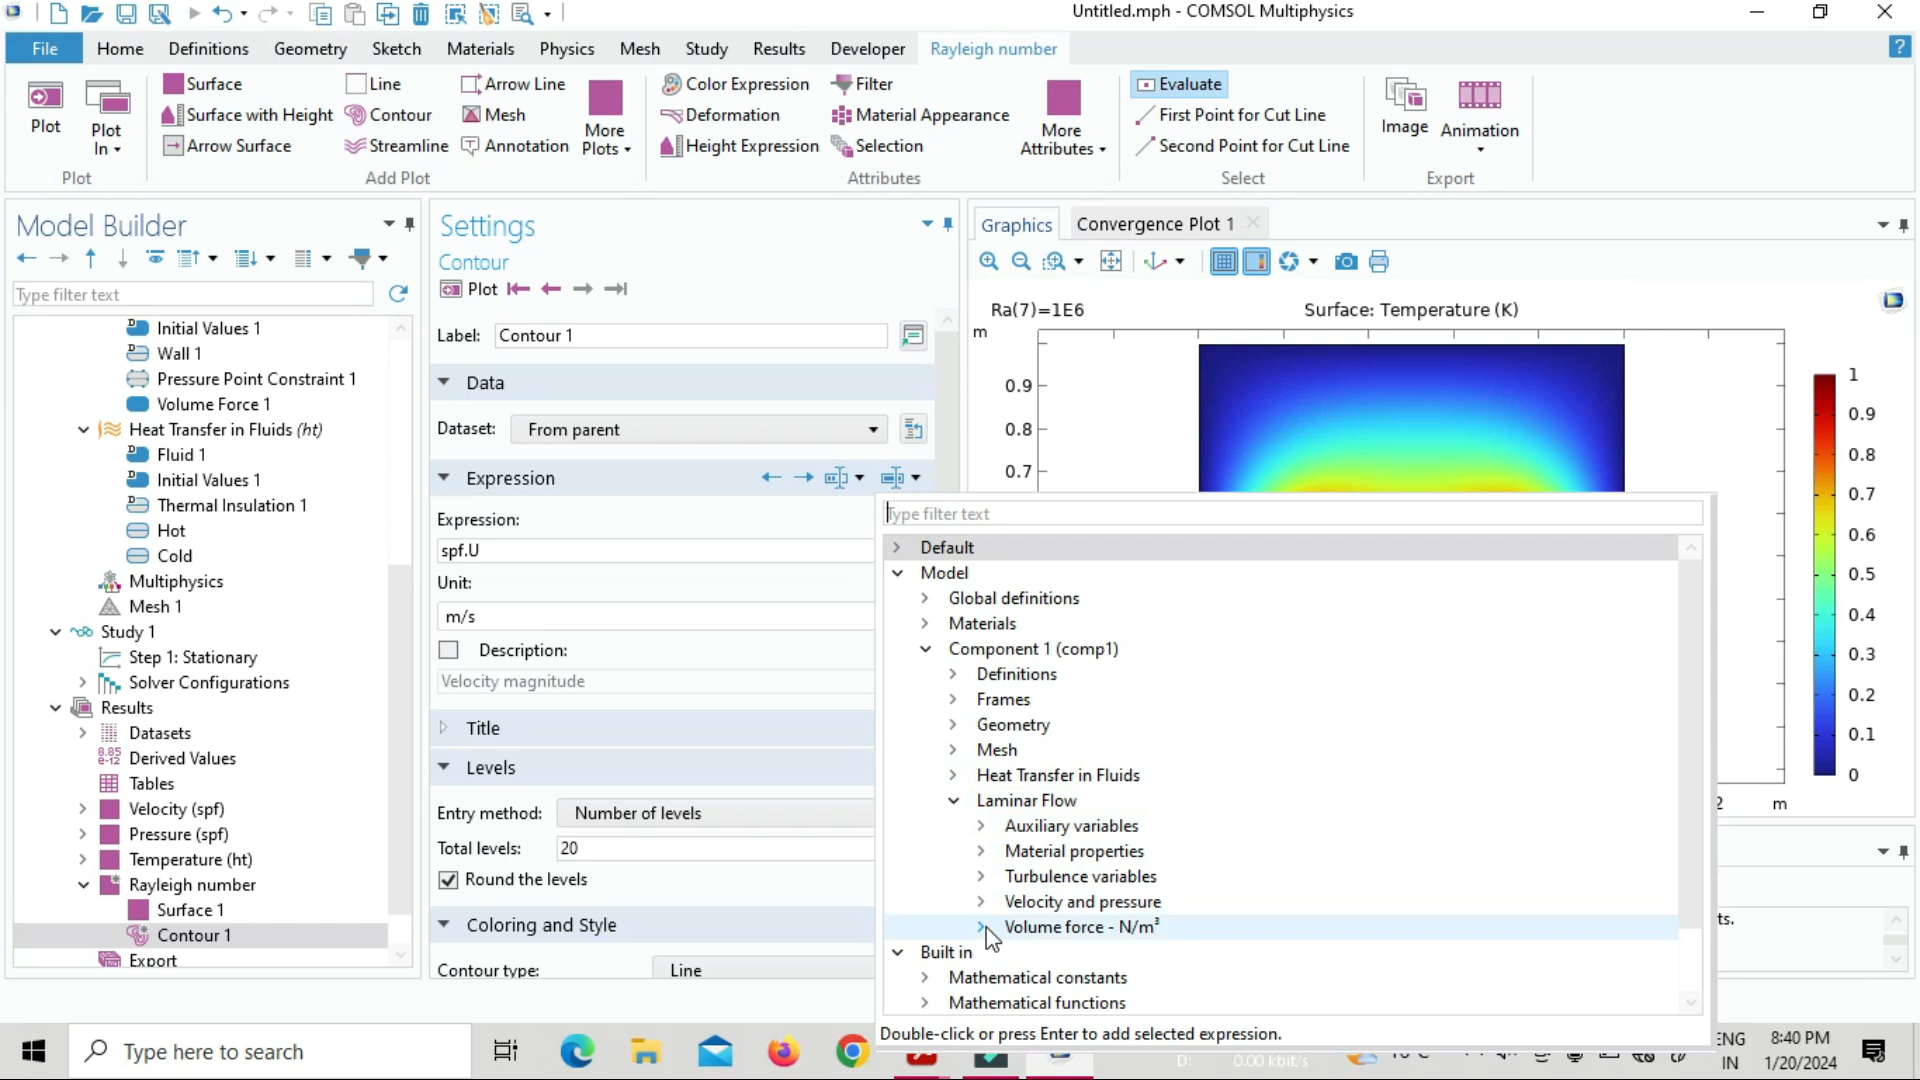 Untitled.mph - COMSOL Multiphysics
File Home Definitions Geometry Sketch Materials Physics Mesh Study Results Developer Rayleigh number
Plot
Plot In
Plot
Surface
Surface with Height
Arrow Surface
Line
Contour
Streamline
Arrow Line
Mesh
Annotation
More Plots
Add Plot
Color Expression
Deformation
Height Expression
Filter
Material Appearance
Selection
More Attributes
Attributes
Evaluate
First Point for Cut Line
Second Point for Cut Line
Select
Image
Animation
Export
Model Builder
Type filter text
Initial Values 1
Wall 1
Pressure Point Constraint 1
Volume Force 1
Heat Transfer in Fluids (ht)
Fluid 1
Initial Values 1
Thermal Insulation 1
Hot
Cold
Multiphysics
Mesh 1
Study 1
Step 1: Stationary
Solver Configurations
Results
Datasets
8.85
e-12 Derived Values
Tables
Velocity (spf)
Pressure (spf)
Temperature (ht)
Rayleigh number
Surface 1
Contour 1
Export
Settings
Contour
Plot
Label: Contour 1
Data
Dataset: From parent
Expression
Expression:
spf.U
Unit:
m/s
Description:
Velocity magnitude
Title
Levels
Entry method: Number of levels
Total levels: 20
Round the levels
Coloring and Style
Contour type: Line
Graphics Convergence Plot 1
Ra(7)=1E6 Surface: Temperature (K)
m
0.9
0.8
0.7
1
0.9
0.8
0.7
0.6
0.5
0.4
0.3
0.2
0.1
0
2 m
Type filter text
Default
Model
Global definitions
Materials
Component 1 (comp1)
Definitions
Frames
Geometry
Mesh
Heat Transfer in Fluids
Laminar Flow
Auxiliary variables
Material properties
Turbulence variables
Velocity and pressure
Volume force - N/m³
Built in
Mathematical constants
Mathematical functions
Double-click or press Enter to add selected expression.
ts.
Type here to search
D: 0.00 kbit/s
ENG
IN
8:40 PM
1/20/2024